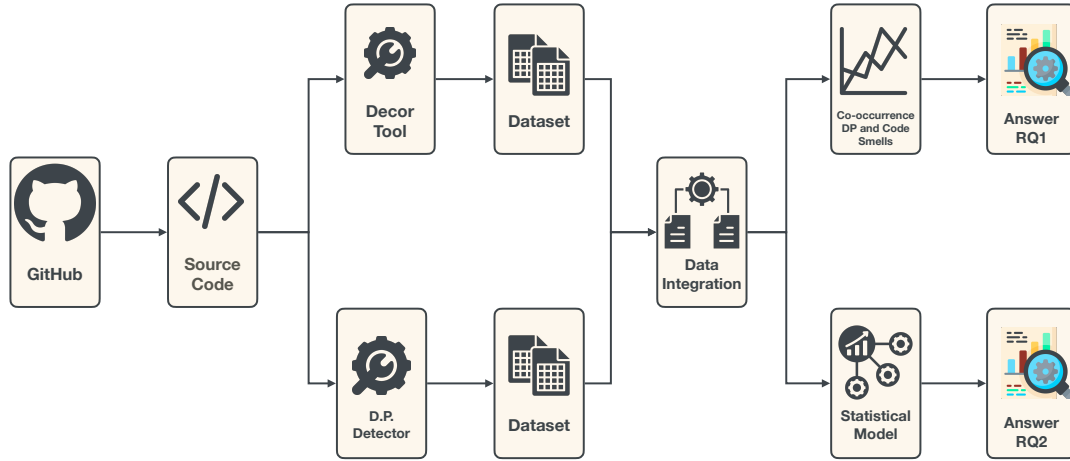 GitHub
Source
Code
Decor
Tool
Dataset
D.P.
Detector
Dataset
Data
Integration
Co-occurrence
DP and Code
Smells
Answer
RQ1
Statistical
Model
Answer
RQ2